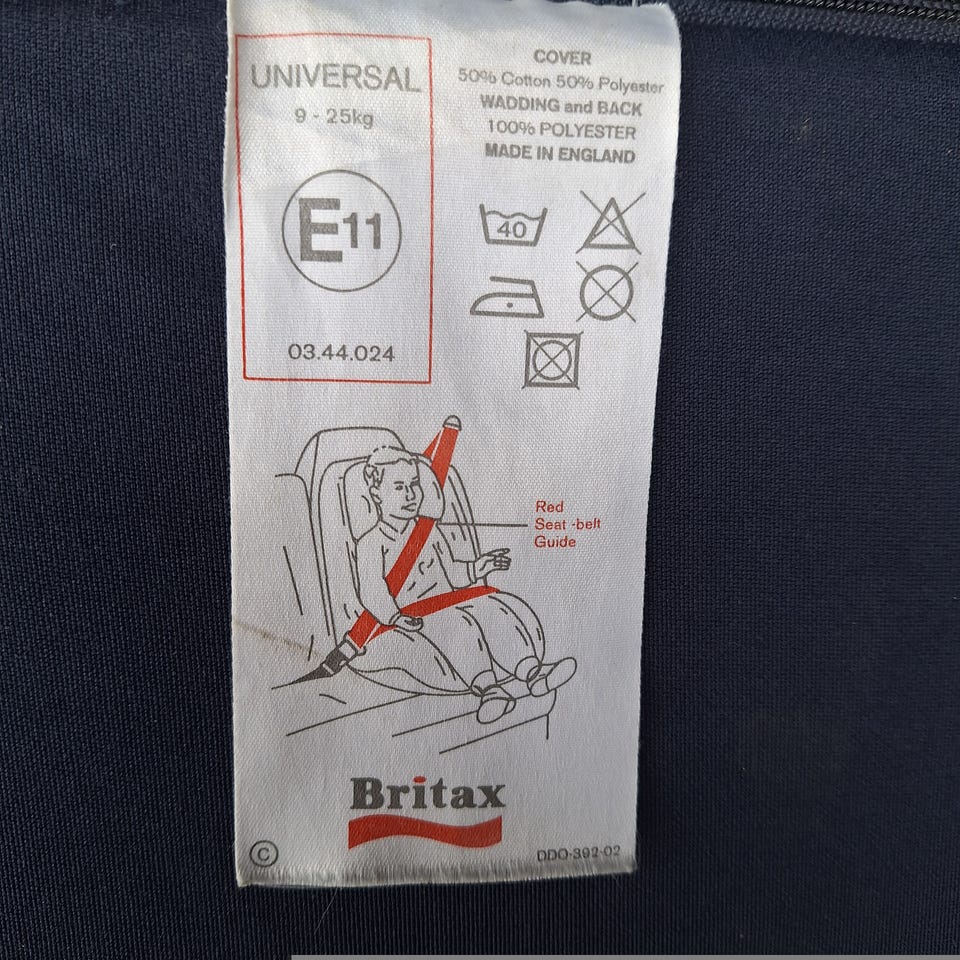 UNIVERSAL
9 - 25kg
E11
03.44.024
COVER
50% Cotton 50% Polyester
WADDING and BACK
100% POLYESTER
MADE IN ENGLAND
40
Red
Seat -belt
Guide
Britax
©
DDO-392-02